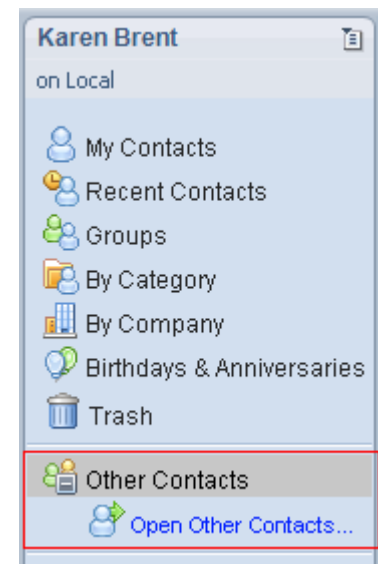 Karen Brent
on Local
My Contacts
Recent Contacts
Groups
By Category
By Company
Birthdays & Anniversaries
Trash
Other Contacts
Open Other Contacts...